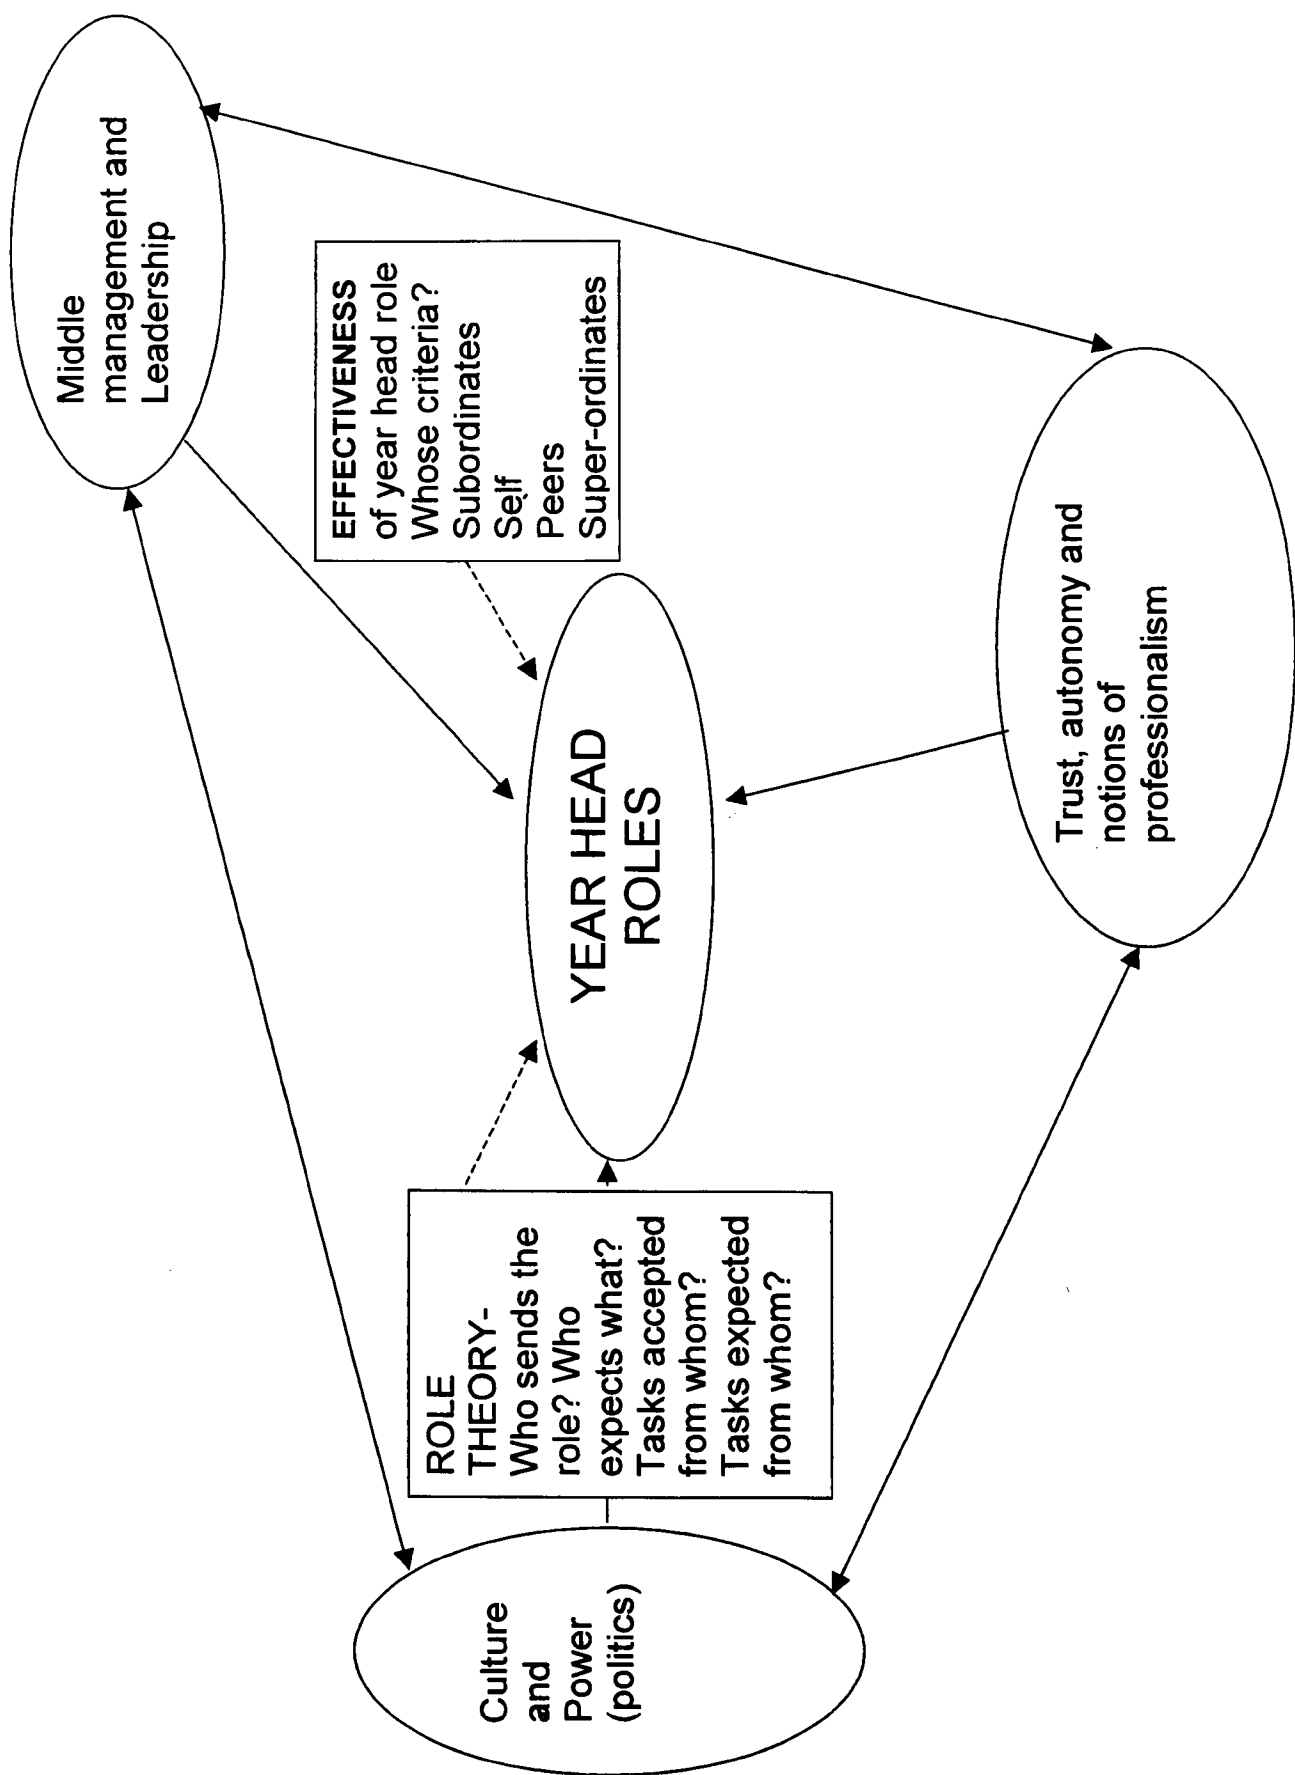 Middle
management and
Leadership
EFFECTIVENESS
of year head role
Whose criteria?
Subordinates
Self
Peers
Super-ordinates
YEAR HEAD
ROLES
ROLE
THEORY-
Who sends the
role? Who
expects what?
Tasks accepted
from whom?
Tasks expected
from whom?
Culture
and
Power
(politics)
Trust, autonomy and
notions of
professionalism